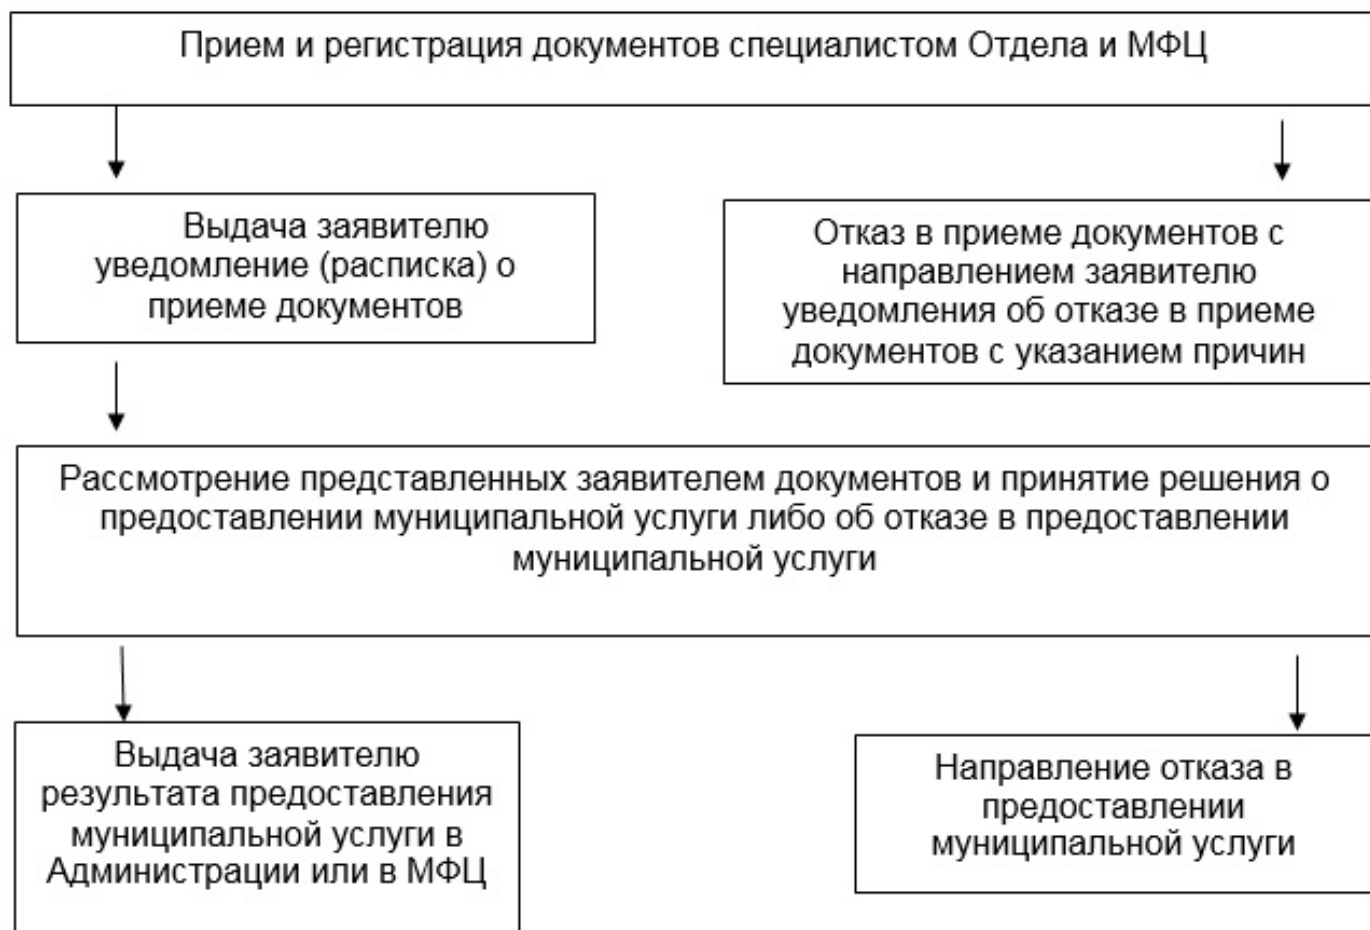 Прием и регистрация документов специалистом Отдела и МФЦ
Выдача заявителю
уведомление (расписка) о
приеме документов
Отказ в приеме документов с
направлением заявителю
уведомления об отказе в приеме
документов с указанием причин
Рассмотрение представленных заявителем документов и принятие решения о
предоставлении муниципальной услуги либо об отказе в предоставлении
муниципальной услуги
Выдача заявителю
результата предоставления
муниципальной услуги в
Администрации или в МФЦ
Направление отказа в
предоставлении
муниципальной услуги